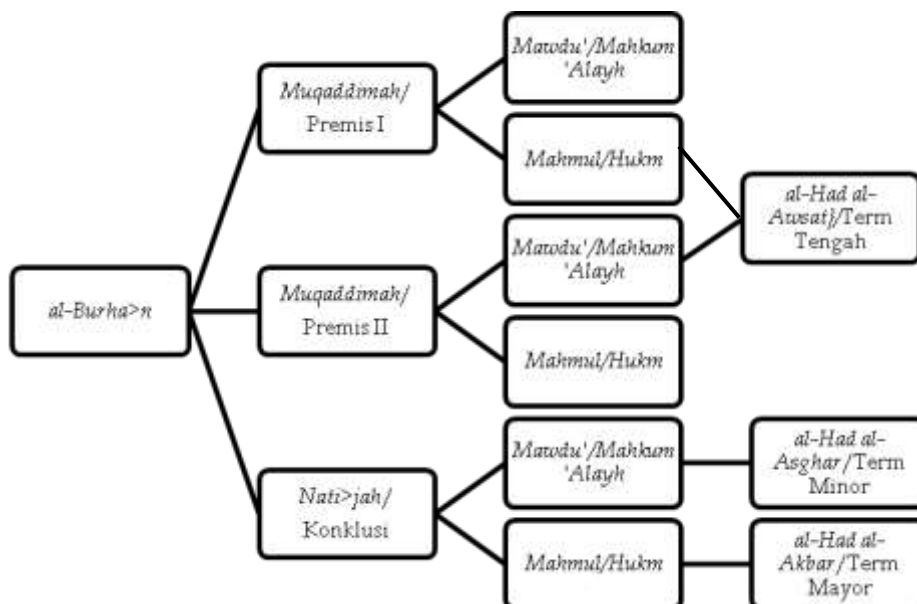 al-Burha>n
Muqaddimah/
Premis I
Mawdu'/Mahkum
'Alayh
Mahmul/Hukm
Muqaddimah/
Premis II
Mawdu'/Mahkum
'Alayh
Mahmul/Hukm
al-Had al-
Awsat}/Term
Tengah
Nati>jah/
Konklusi
Mawdu'/Mahkum
'Alayh
al-Had al-
Asghar/Term
Minor
Mahmul/Hukm
al-Had al-
Akbar/Term
Mayor